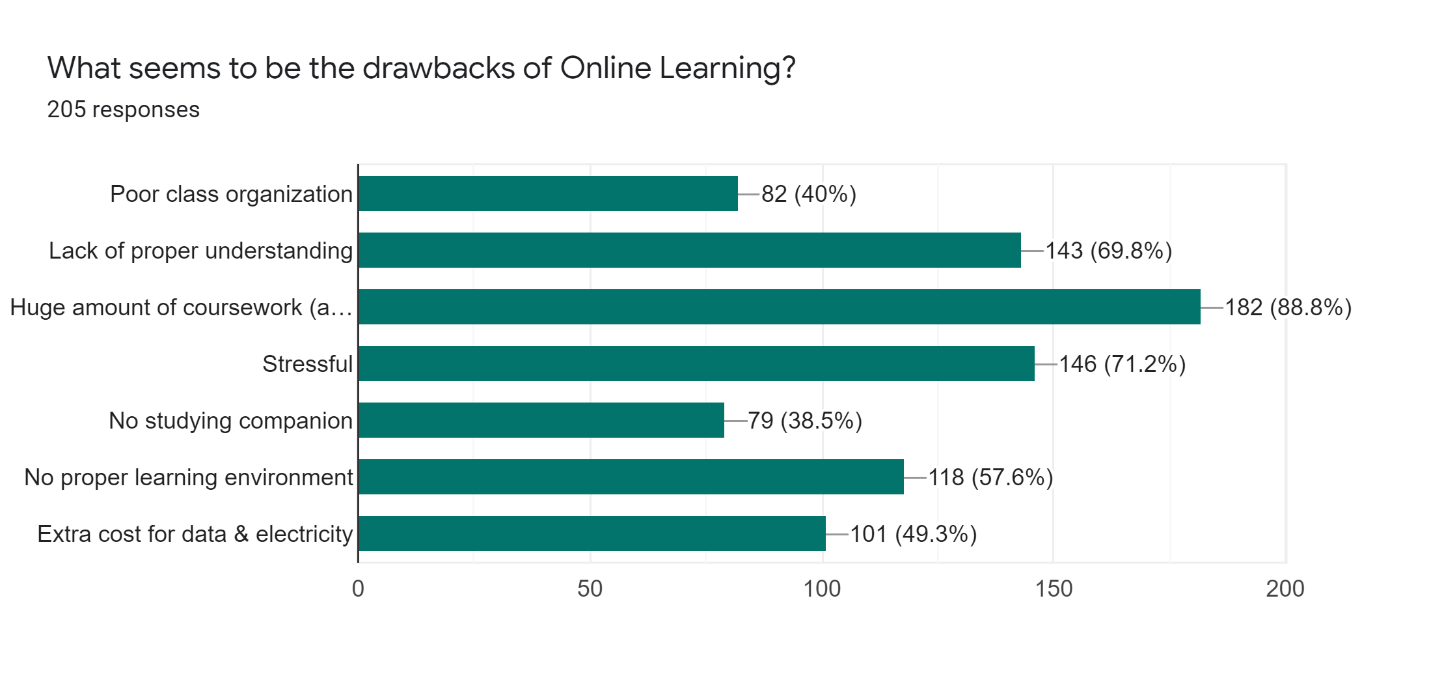 What seems to be the drawbacks of Online Learning?
205 responses
Poor class organization 82 (40%)
Lack of proper understanding 143 (69.8%)
Huge amount of coursework (a… 182 (88.8%)
Stressful 146 (71.2%)
No studying companion 79 (38.5%)
No proper learning environment 118 (57.6%)
Extra cost for data & electricity 101 (49.3%)
0 50 100 150 200